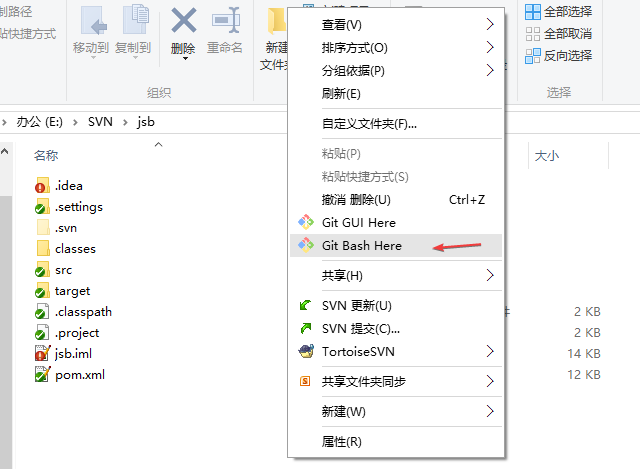 制路径
占贴快捷方式
移动到
复制到
删除
重命名
新建
文件夹
组织
全部选择
全部取消
反向选择
选择
办公 (E:) > SVN > jsb
名称
大小
.idea
.settings
.svn
classes
src
target
.classpath
2 KB
.project
2 KB
jsb.iml
14 KB
pom.xml
12 KB
查看(V)
排序方式(O)
分组依据(P)
刷新(E)
自定义文件夹(F)...
粘贴(P)
粘贴快捷方式(S)
撤消 删除(U) Ctrl+Z
Git GUI Here
Git Bash Here
共享(H)
SVN 更新(U)
SVN 提交(C)...
TortoiseSVN
共享文件夹同步
新建(W)
属性(R)